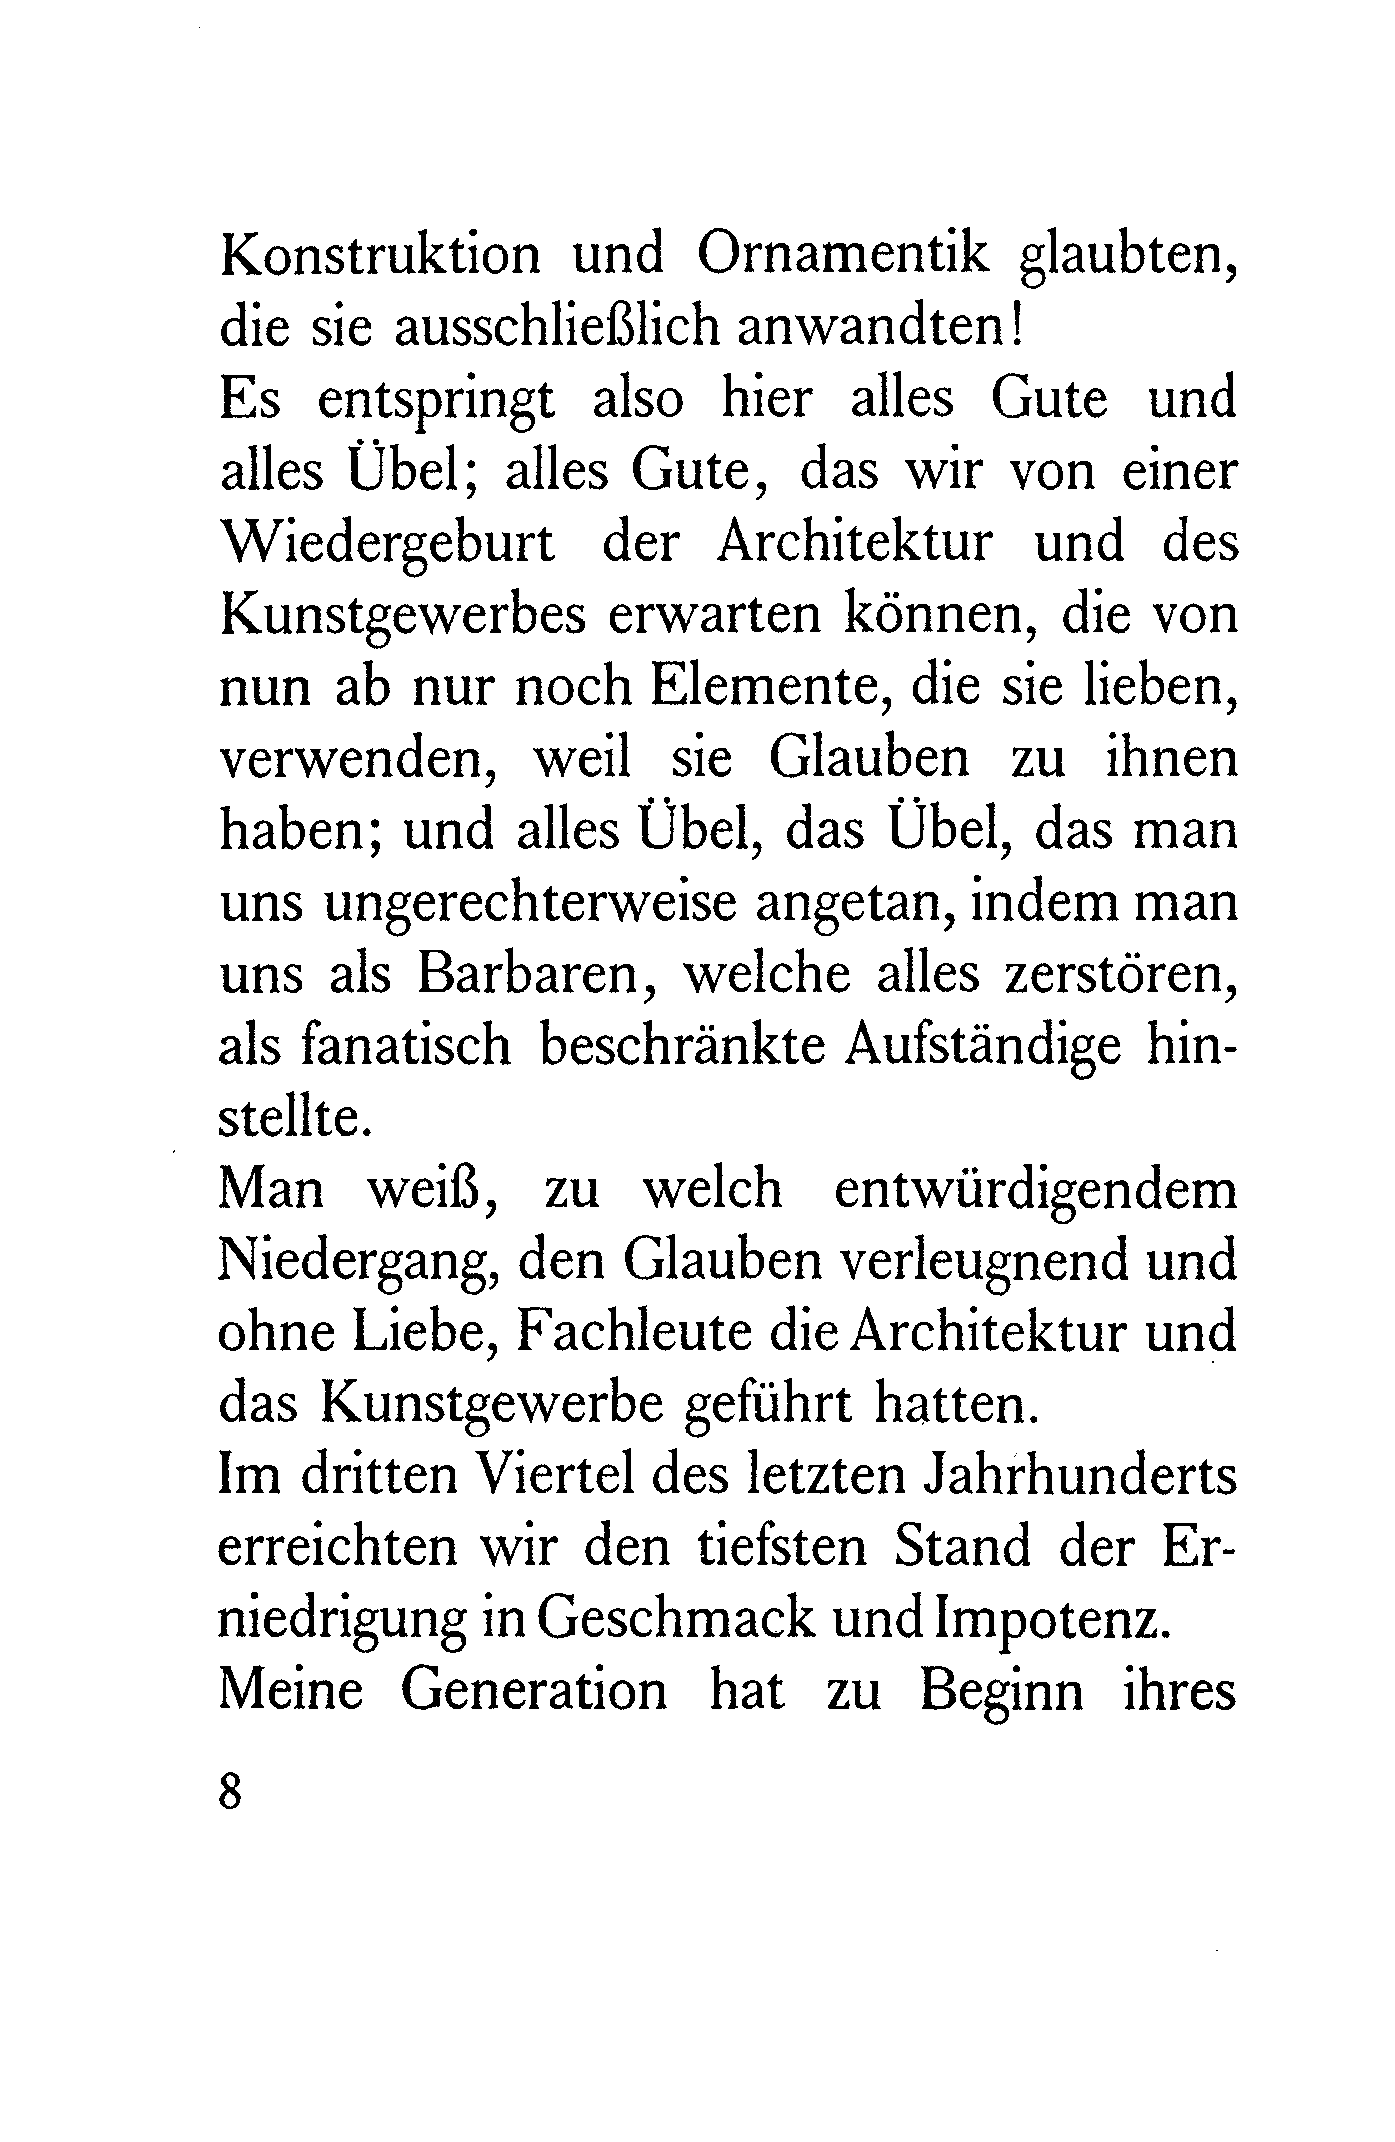 Konstruktion und Ornamentik glaubten,
die sie ausschließlich anwandten!
Es entspringt also hier alles Gute und
alles Übel; alles Gute, das wir von einer
Wiedergeburt der Architektur und des
Kunstgewerbes erwarten können, die von
nun ab nur noch Elemente, die sie lieben,
verwenden, weil sie Glauben zu ihnen
haben; und alles Übel, das Übel, das man
uns ungerechterweise angetan, indem man
uns als Barbaren, welche alles zerstören,
als fanatisch beschränkte Aufständige hin-
stellte.
Man weiß, zu welch entwürdigendem
Niedergang, den Glauben verleugnend und
ohne Liebe, Fachleute die Architektur und
das Kunstgewerbe geführt hatten.
Im dritten Viertel des letzten Jahrhunderts
erreichten wir den tiefsten Stand der Er-
niedrigung in Geschmack und Impotenz.
Meine Generation hat zu Beginn ihres
8